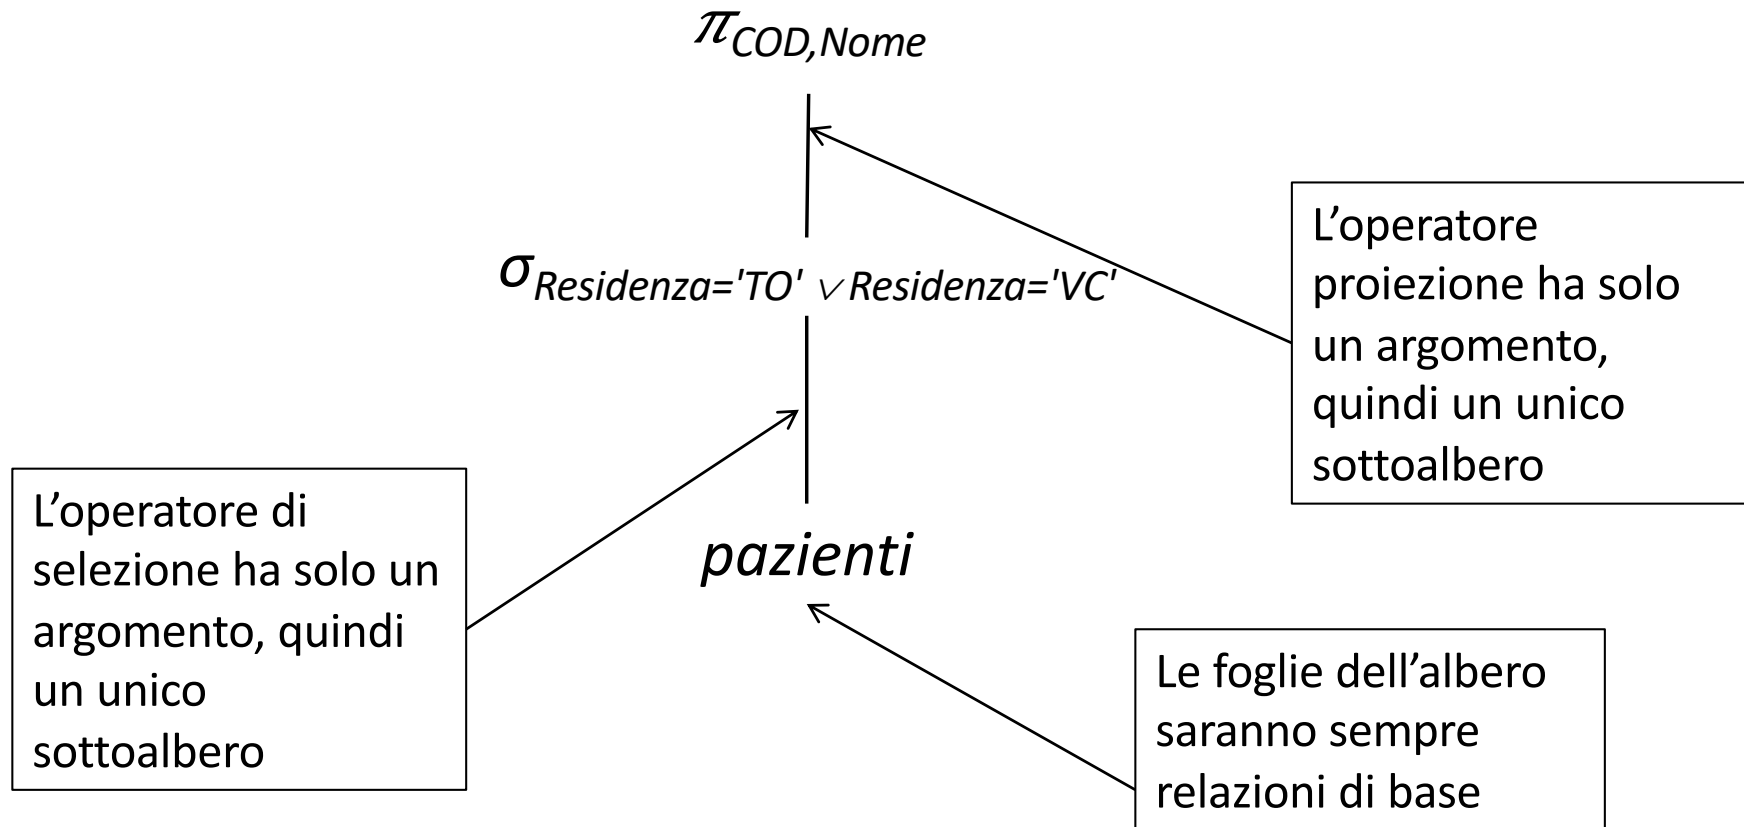 πCOD,Nome
σResidenza='TO' ∨ Residenza='VC'
pazienti
L’operatore
proiezione ha solo
un argomento,
quindi un unico
sottoalbero
L’operatore di
selezione ha solo un
argomento, quindi
un unico
sottoalbero
Le foglie dell’albero
saranno sempre
relazioni di base